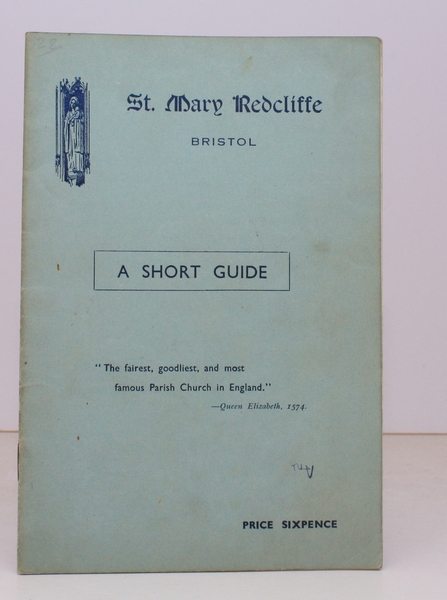 St. Mary Redcliffe
BRISTOL
A SHORT GUIDE
"The fairest, goodliest, and most
famous Parish Church in England."
—Queen Elizabeth, 1574.
PRICE SIXPENCE